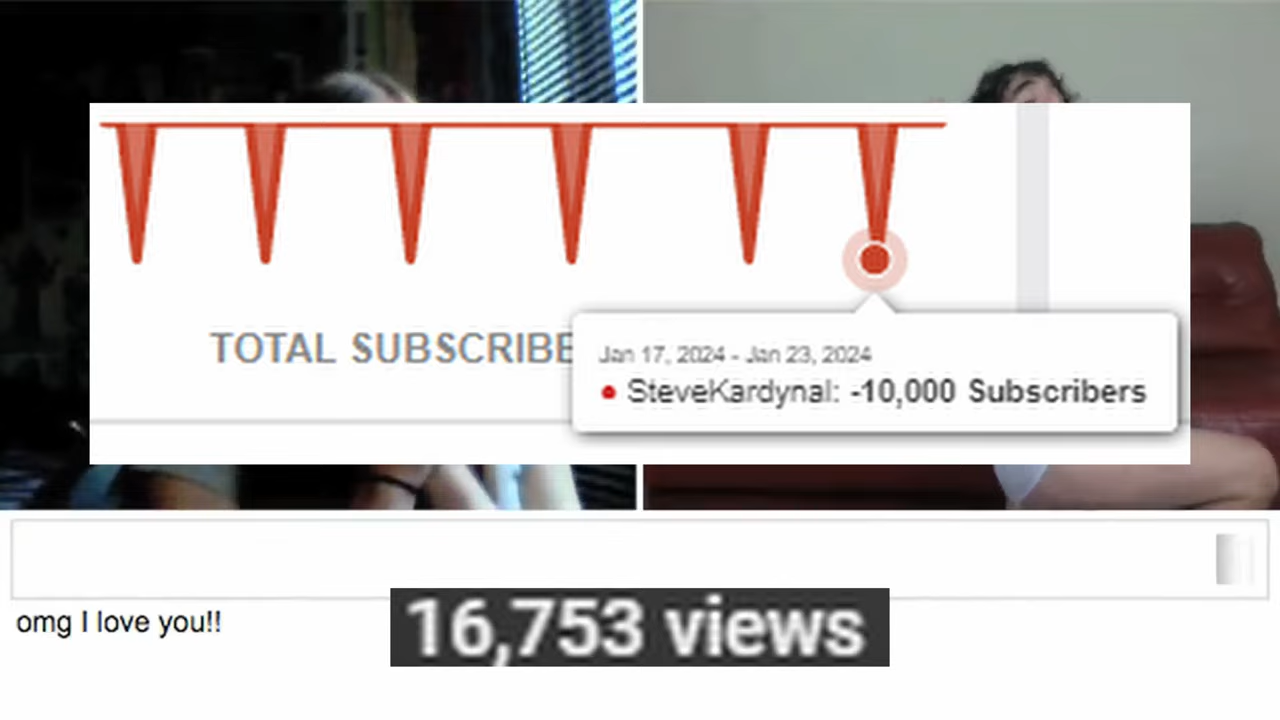 TOTAL SUBSCRIBE
Jan 17, 2024 - Jan 23, 2024
SteveKardynal: -10,000 Subscribers
omg I love you!!
16,753 views